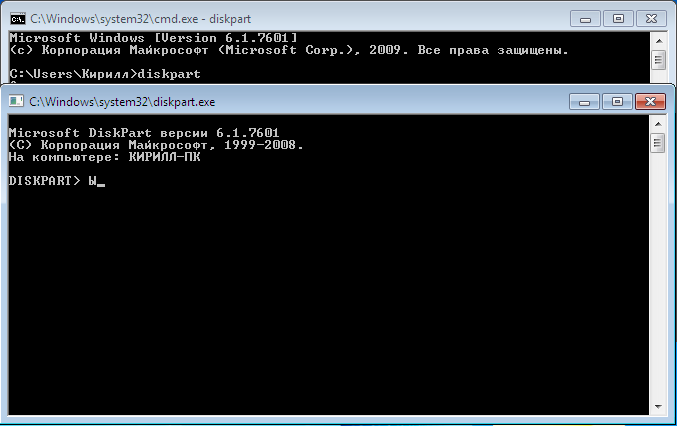 C:\Windows\system32\cmd.exe - diskpart
Microsoft Windows [Version 6.1.7601]
(c) Корпорация Майкрософт (Microsoft Corp.), 2009. Все права защищены.
C:\Users\Кирилл>diskpart
C:\Windows\system32\diskpart.exe
Microsoft DiskPart версии 6.1.7601
(C) Корпорация Майкрософт, 1999-2008.
На компьютере: КИРИЛЛ-ПК
DISKPART> Ы_